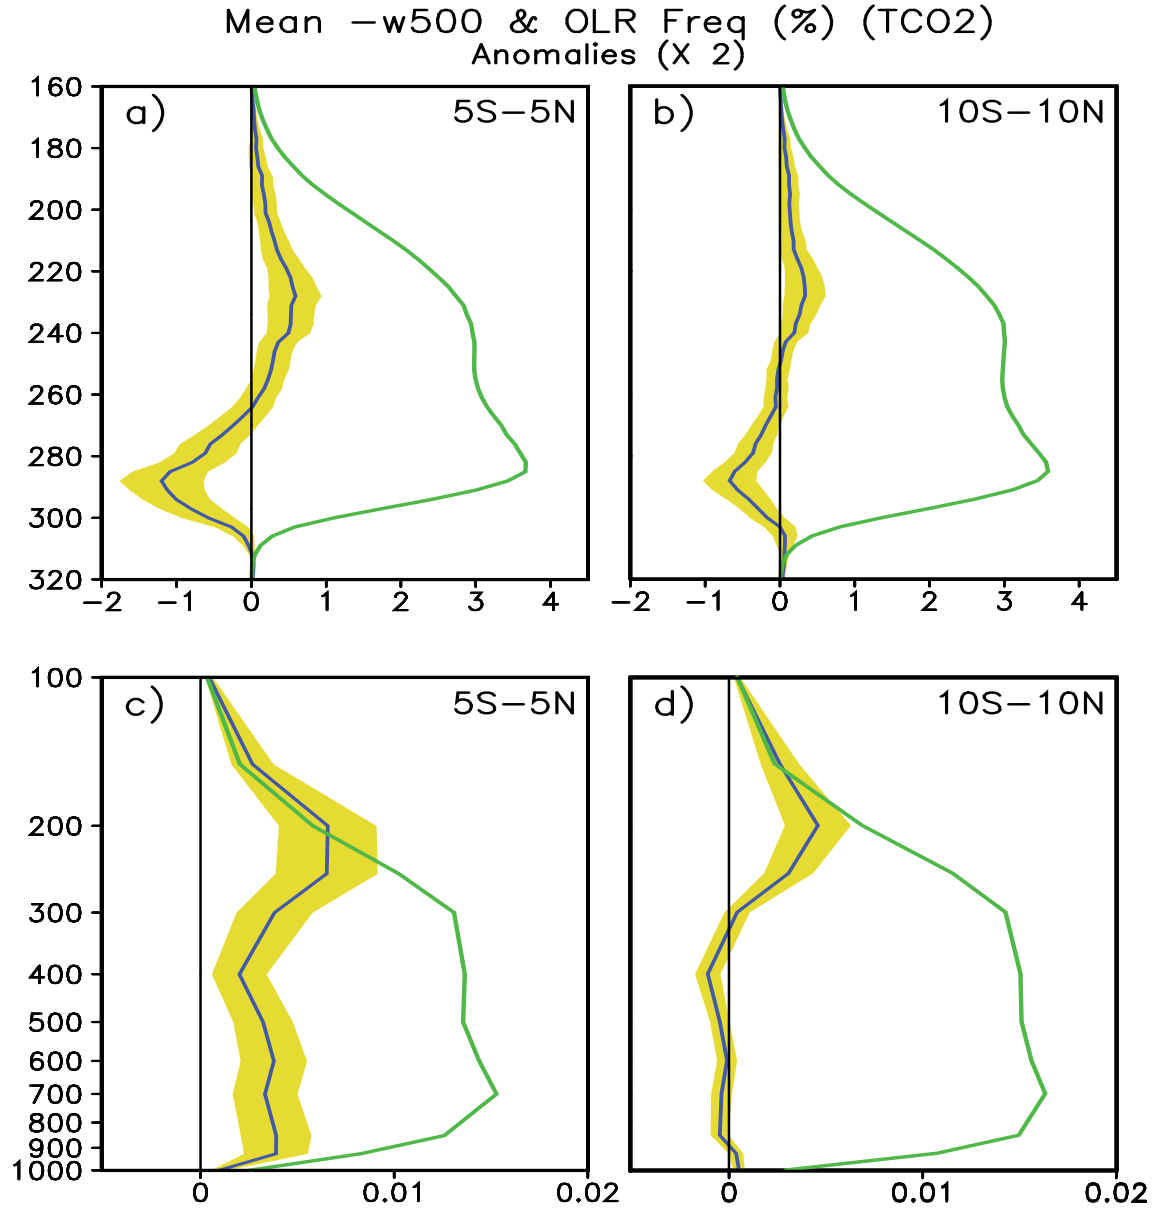 Mean −w500 & OLR Freq (%) (TCO2)
Anomalies (X 2)
a) 5S−5N
160
180
200
220
240
260
280
300
320
−2 −1 0 1 2 3 4
b) 10S−10N
−2 −1 0 1 2 3 4
c) 5S−5N
100
200
300
400
500
600
700
800
900
1000
0 0.01 0.02
d) 10S−10N
0 0.01 0.02